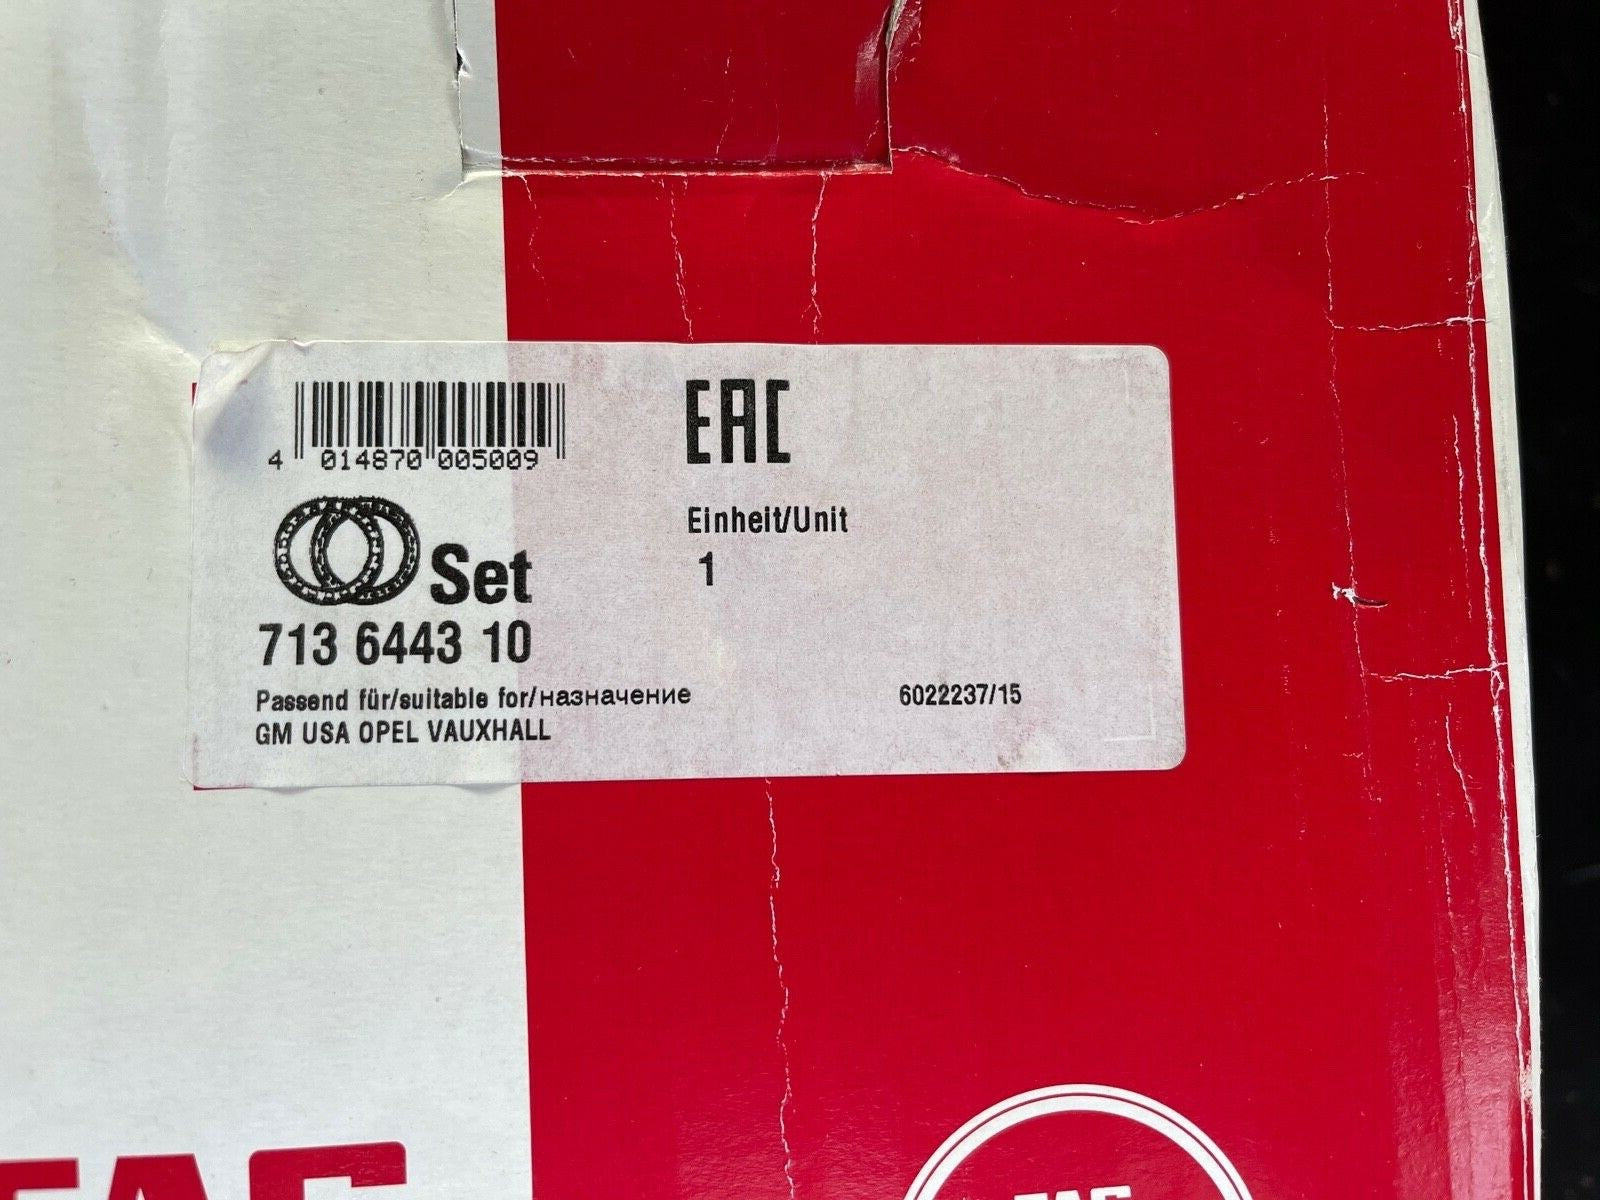 4 014870 005009
EAC
Einheit/Unit
1
Set
713 6443 10
Passend für/suitable for/назначение
6022237/15
GM USA OPEL VAUXHALL